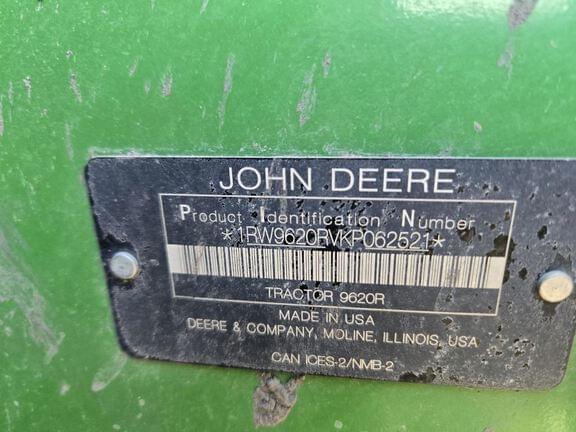 JOHN DEERE
Product Identification Number
*1RW9620RVKP062521*
TRACTOR 9620R
MADE IN USA
DEERE & COMPANY, MOLINE, ILLINOIS, USA
CAN ICES-2/NMB-2